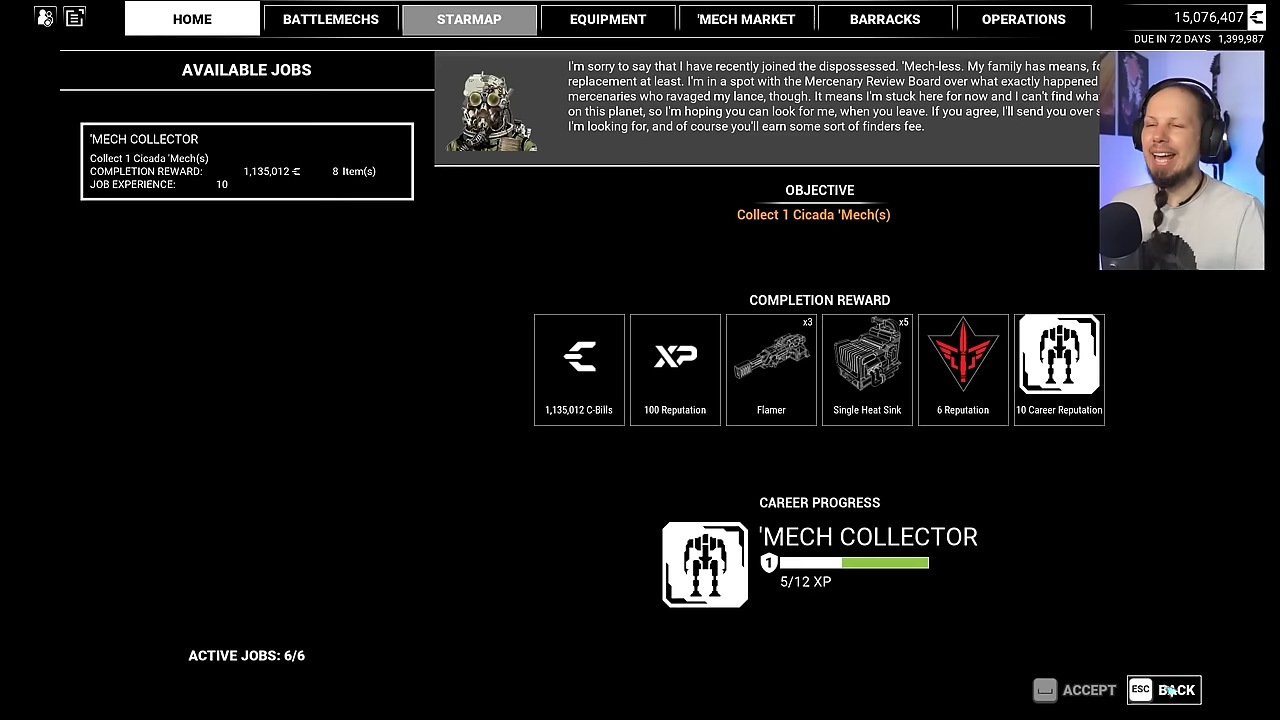 HOME
BATTLEMECHS
STARMAP
EQUIPMENT
'MECH MARKET
BARRACKS
OPERATIONS
15,076,407
DUE IN 72 DAYS 1,399,987
AVAILABLE JOBS
'MECH COLLECTOR
Collect 1 Cicada 'Mech(s)
COMPLETION REWARD: 1,135,012 8 Item(s)
JOB EXPERIENCE: 10
I'm sorry to say that I have recently joined the dispossessed. 'Mech-less. My family has means,
replacement at least. I'm in a spot with the Mercenary Review Board over what exactly happened
mercenaries who ravaged my lance, though. It means I'm stuck here for now and I can't find
on this planet, so I'm hoping you can look for me, when you leave. If you agree, I'll send you over
I'm looking for, and of course you'll earn some sort of finders fee.
OBJECTIVE
Collect 1 Cicada 'Mech(s)
COMPLETION REWARD
x3
x5
XP
1,135,012 C-Bills
100 Reputation
Flamer
Single Heat Sink
6 Reputation
10 Career Reputation
CAREER PROGRESS
'MECH COLLECTOR
1
5/12 XP
ACTIVE JOBS: 6/6
ACCEPT
ESC BACK